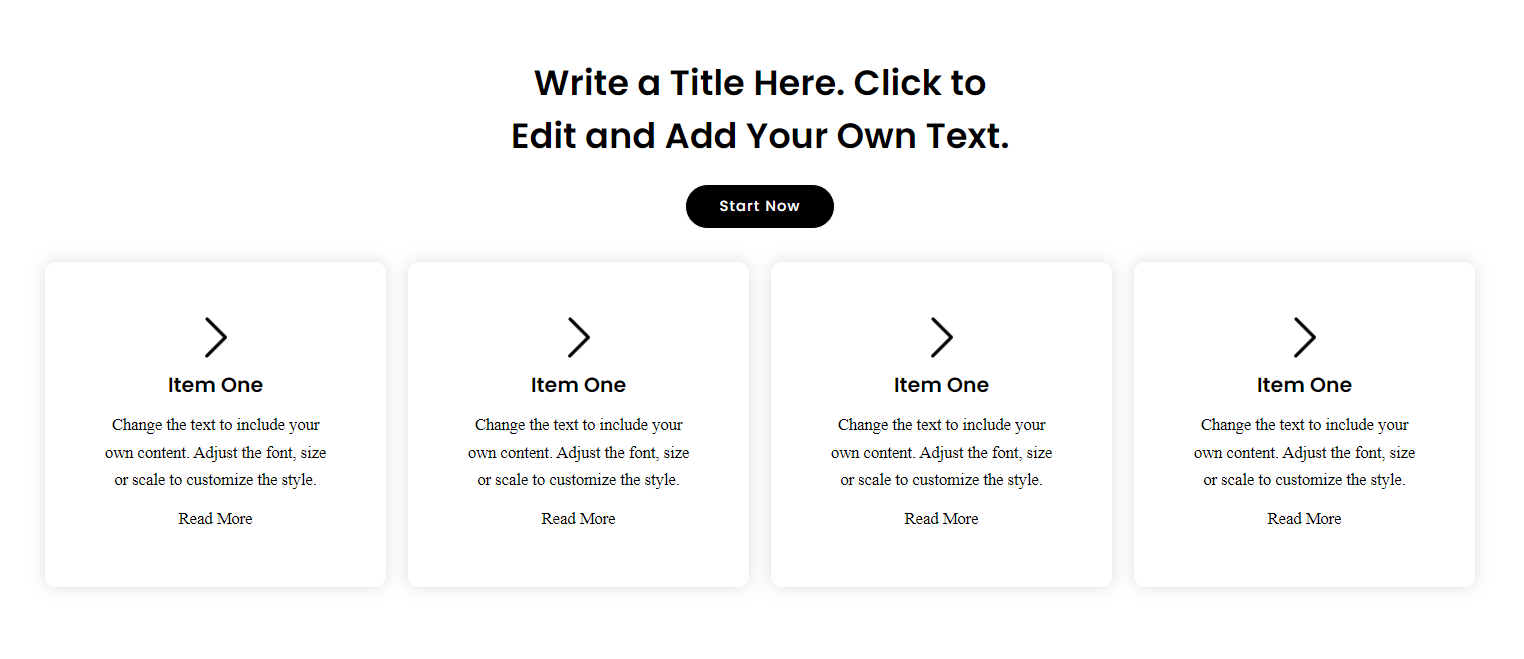 Write a Title Here. Click to
Edit and Add Your Own Text.
Start Now
Item One
Change the text to include your
own content. Adjust the font, size
or scale to customize the style.
Read More
Item One
Change the text to include your
own content. Adjust the font, size
or scale to customize the style.
Read More
Item One
Change the text to include your
own content. Adjust the font, size
or scale to customize the style.
Read More
Item One
Change the text to include your
own content. Adjust the font, size
or scale to customize the style.
Read More